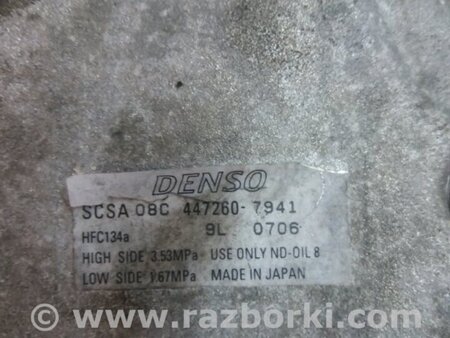 DENSO
SCSA 08C 447260-7941
HFC134a 9L 0706
HIGH SIDE 3.53MPa USE ONLY ND-OIL 8
LOW SIDE 1.67MPa MADE IN JAPAN
© www.razborki.com